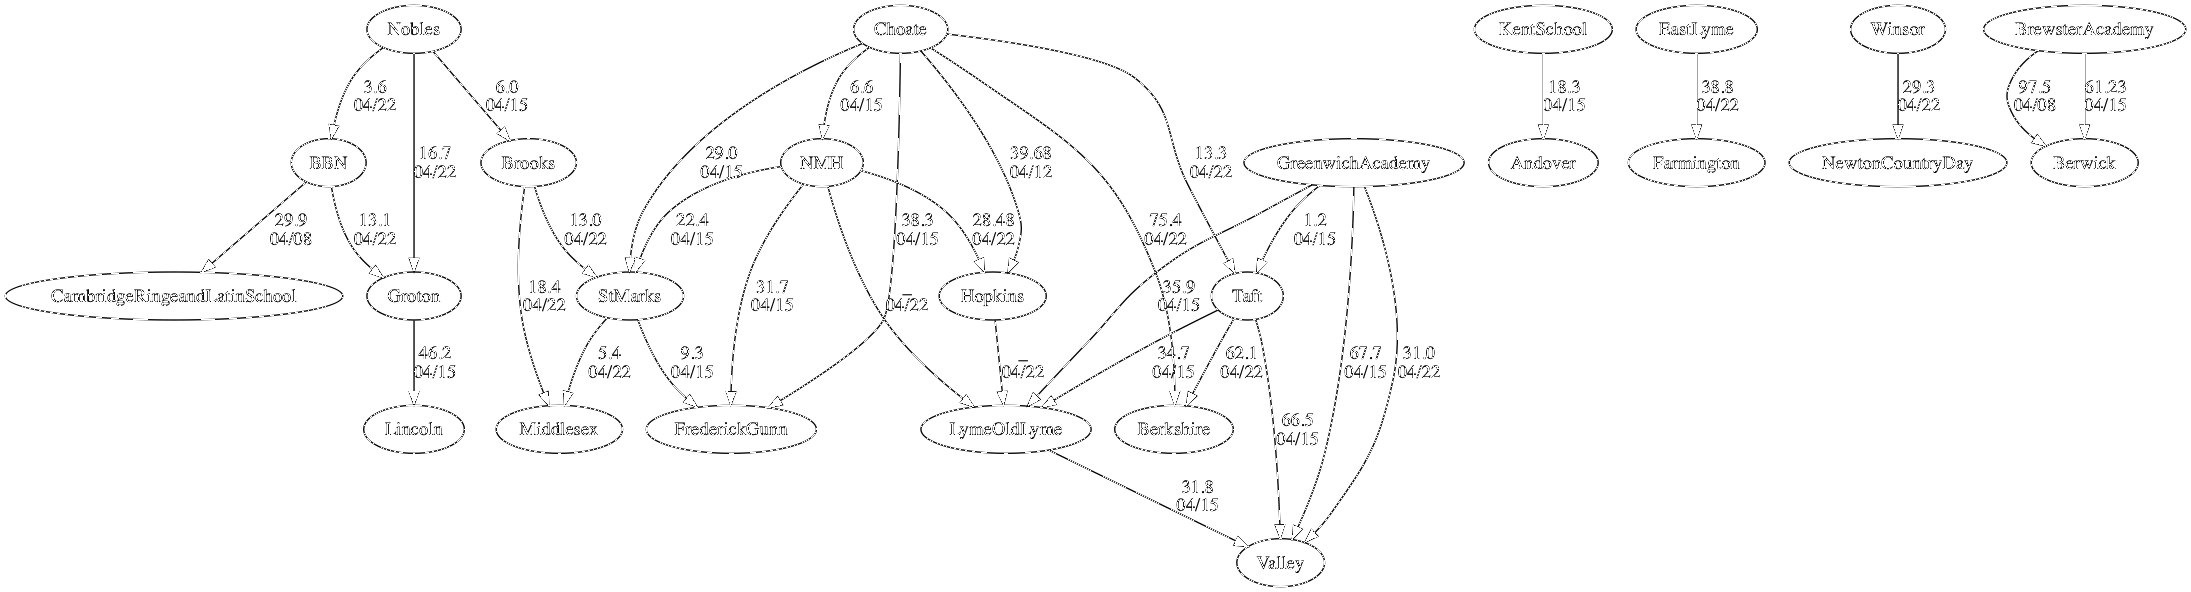 Nobles
Choate
KentSchool
EastLyme
Winsor
BrewsterAcademy
3.6
04/22
6.0
04/15
6.6
04/15
18.3
04/15
38.8
04/22
29.3
04/22
97.5
04/08
61.23
04/15
BBN
16.7
04/22
Brooks
29.0
04/15
NMH
39.68
04/12
13.3
04/22
GreenwichAcademy
Andover
Farmington
NewtonCountryDay
Berwick
29.9
04/08
13.1
04/22
13.0
04/22
22.4
04/15
38.3
04/15
28.48
04/22
75.4
04/22
1.2
04/15
CambridgeRingeandLatinSchool
Groton
18.4
04/22
StMarks
31.7
04/15
_
04/22
Hopkins
35.9
04/15
Taft
46.2
04/15
5.4
04/22
9.3
04/15
_
04/22
34.7
04/15
62.1
04/22
67.7
04/15
31.0
04/22
Lincoln
Middlesex
FrederickGunn
LymeOldLyme
Berkshire
66.5
04/15
31.8
04/15
Valley